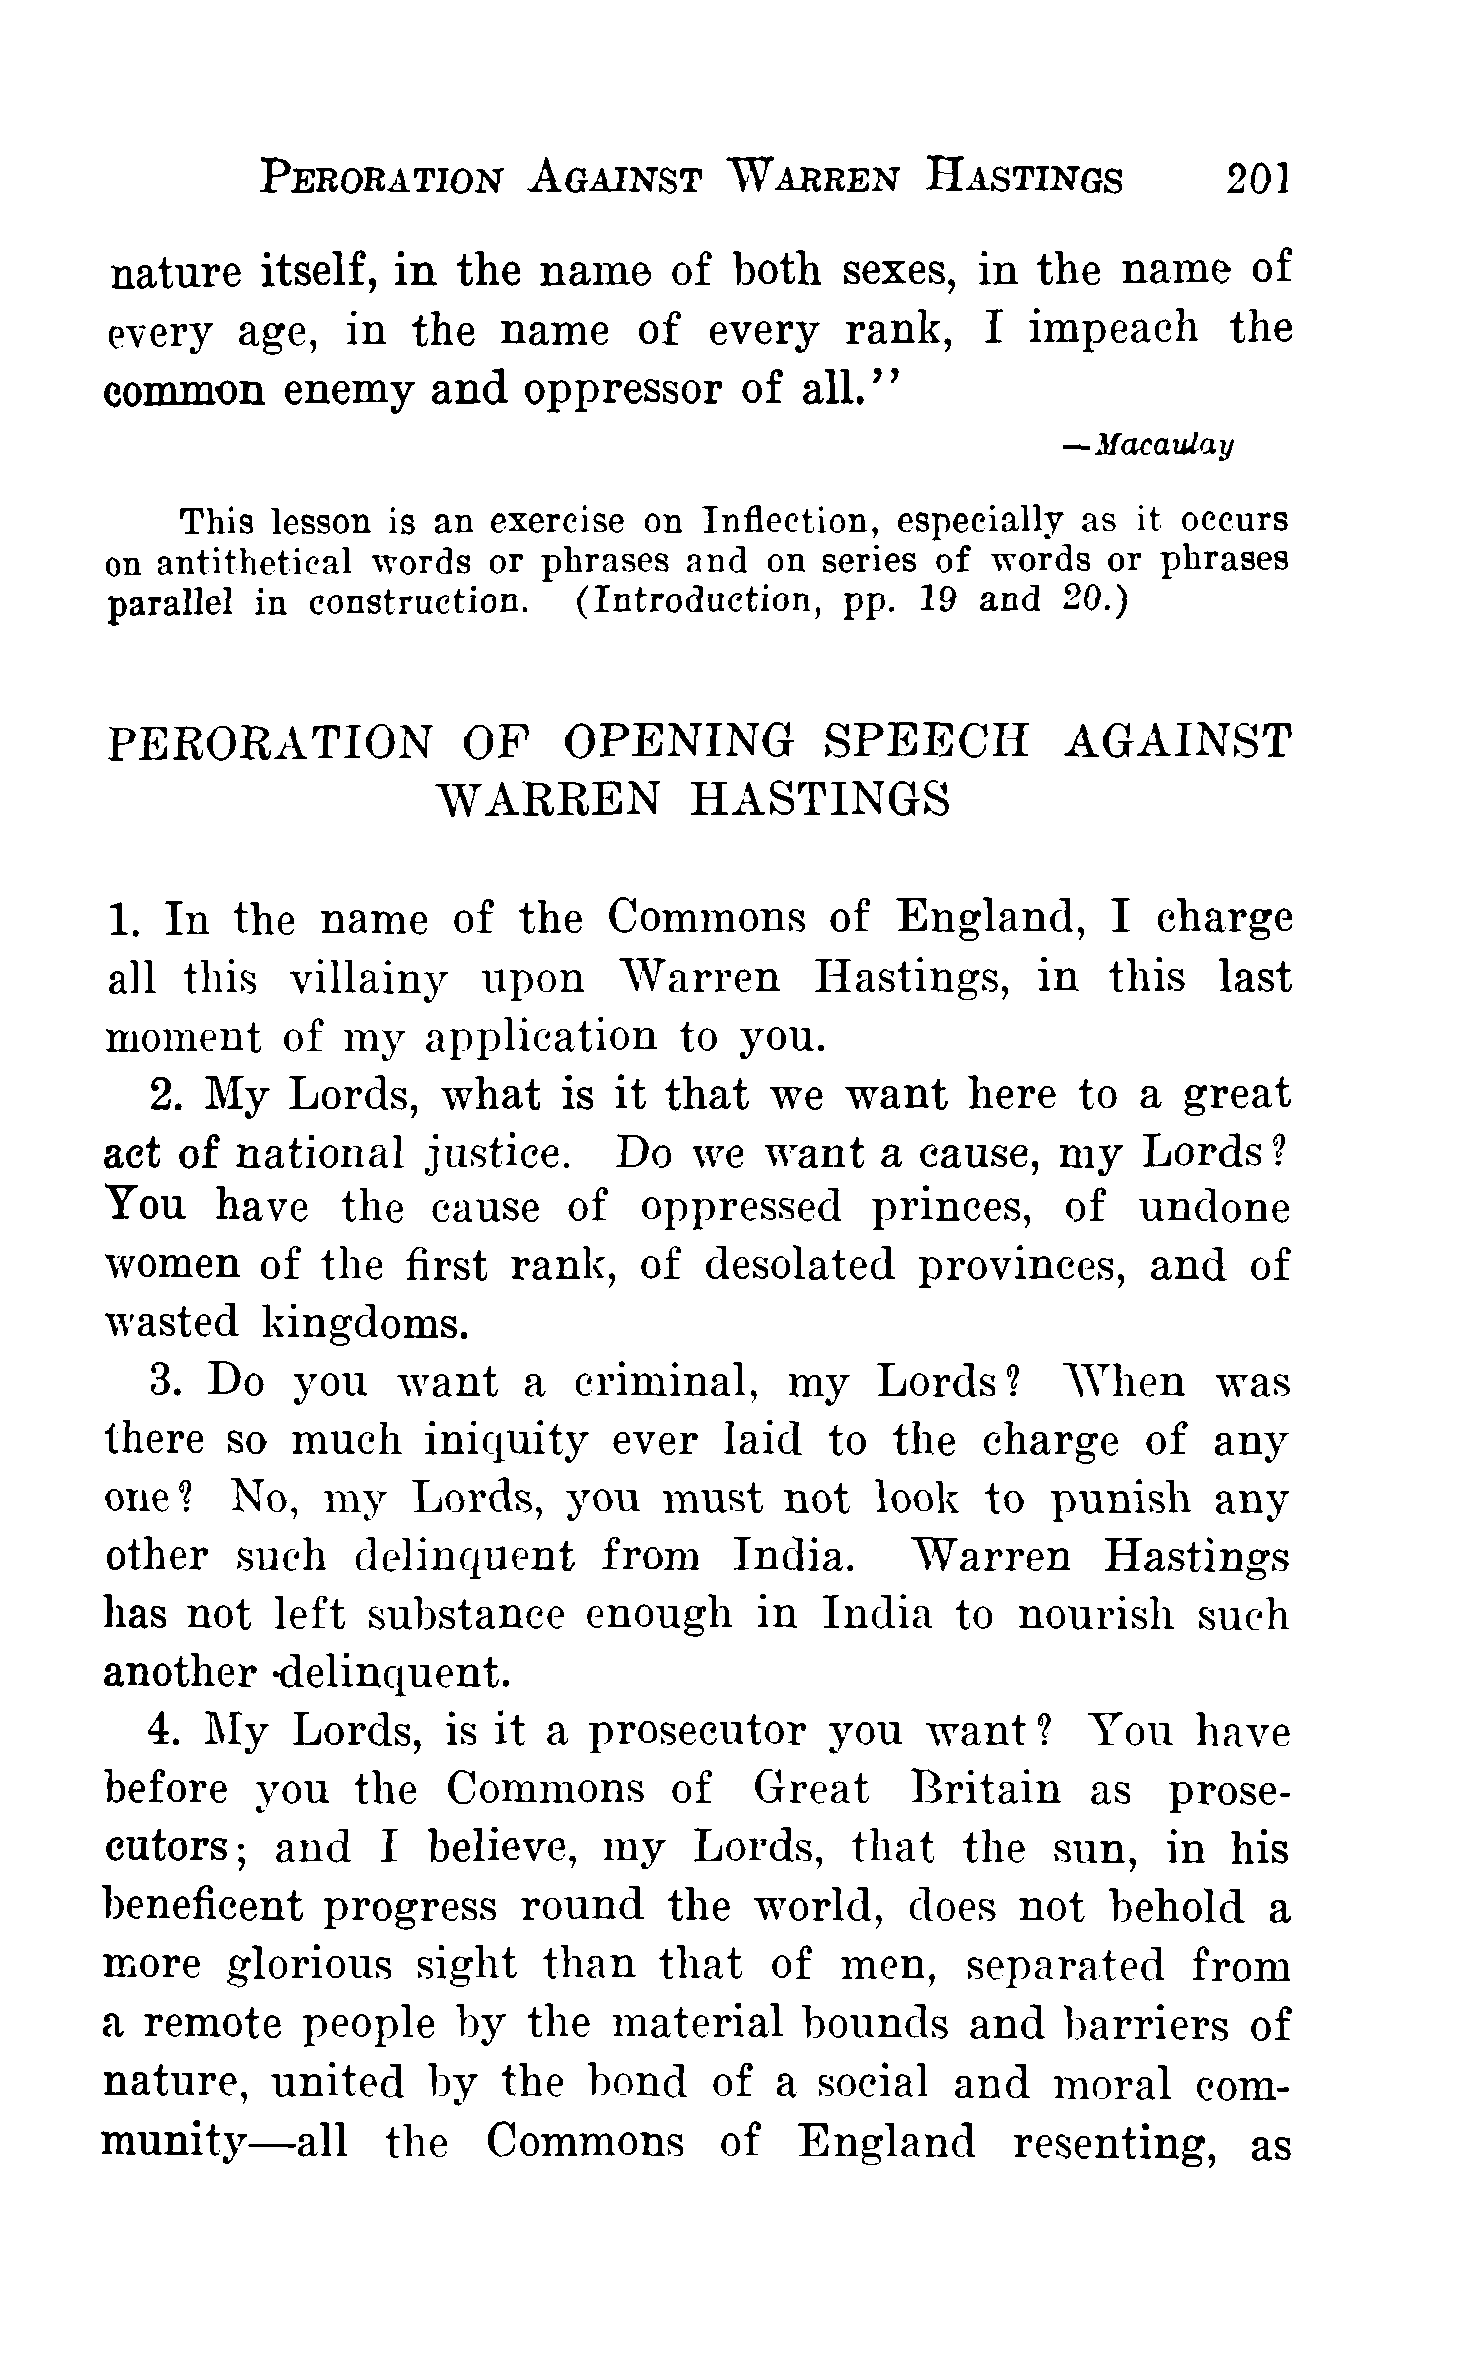 Peroration Against Warren Hastings 201
nature itself, in the name of both sexes, in the name of
every age, in the name of every rank, I impeach the
common enemy and oppressor of all.''
—Macaulay
This lesson is an exercise on Inflection, especially as it occurs
on antithetical words or phrases and on series of words or phrases
parallel in construction. (Introduction, pp. 19 and 20.)
PERORATION OF OPENING SPEECH AGAINST
WARREN HASTINGS
1. In the name of the Commons of England, I charge
all this villainy upon Warren Hastings, in this last
moment of my application to you.
2. My Lords, what is it that we want here to a great
act of national justice. Do we want a cause, my Lords?
You have the cause of oppressed princes, of undone
women of the first rank, of desolated provinces, and of
wasted kingdoms.
3. Do you want a criminal, my Lords? When was
there so much iniquity ever laid to the charge of any
one? No, my Lords, you must not look to punish any
other such delinquent from India. Warren Hastings
has not left substance enough in India to nourish such
another delinquent.
4. My Lords, is it a prosecutor you want? You have
before you the Commons of Great Britain as prose-
cutors; and I believe, my Lords, that the sun, in his
beneficent progress round the world, does not behold a
more glorious sight than that of men, separated from
a remote people by the material bounds and barriers of
nature, united by the bond of a social and moral com-
munity—all the Commons of England resenting, as